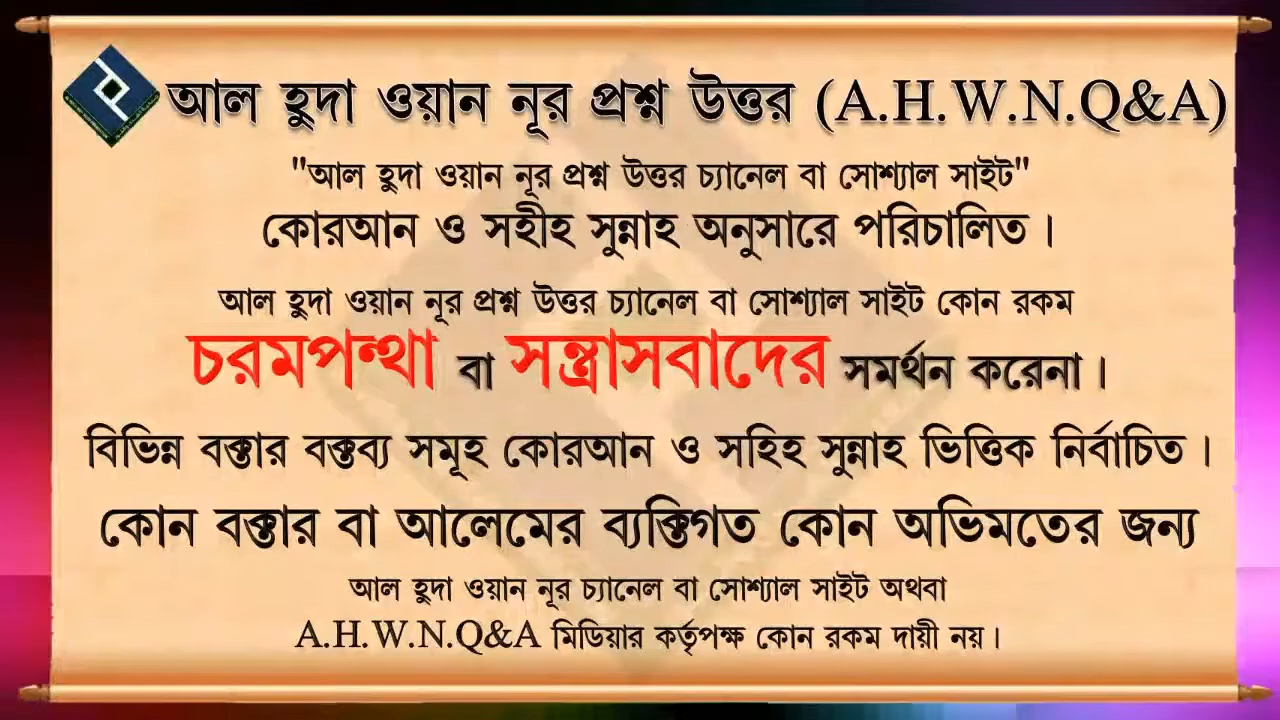 আল হুদা ওয়ান নূর প্রশ্ন উত্তর (A.H.W.N.Q&A)
"আল হুদা ওয়ান নূর প্রশ্ন উত্তর চ্যানেল বা সোশ্যাল সাইট"
কোরআন ও সহীহ সুন্নাহ অনুসারে পরিচালিত।
আল হুদা ওয়ান নূর প্রশ্ন উত্তর চ্যানেল বা সোশ্যাল সাইট কোন রকম
চরমপন্থা বা সন্ত্রাসবাদের সমর্থন করেনা।
বিভিন্ন বক্তার বক্তব্য সমূহ কোরআন ও সহিহ সুন্নাহ ভিত্তিক নির্বাচিত।
কোন বক্তার বা আলেমের ব্যক্তিগত কোন অভিমতের জন্য
আল হুদা ওয়ান নূর চ্যানেল বা সোশ্যাল সাইট অথবা
A.H.W.N.Q&A মিডিয়ার কর্তৃপক্ষ কোন রকম দায়ী নয়।